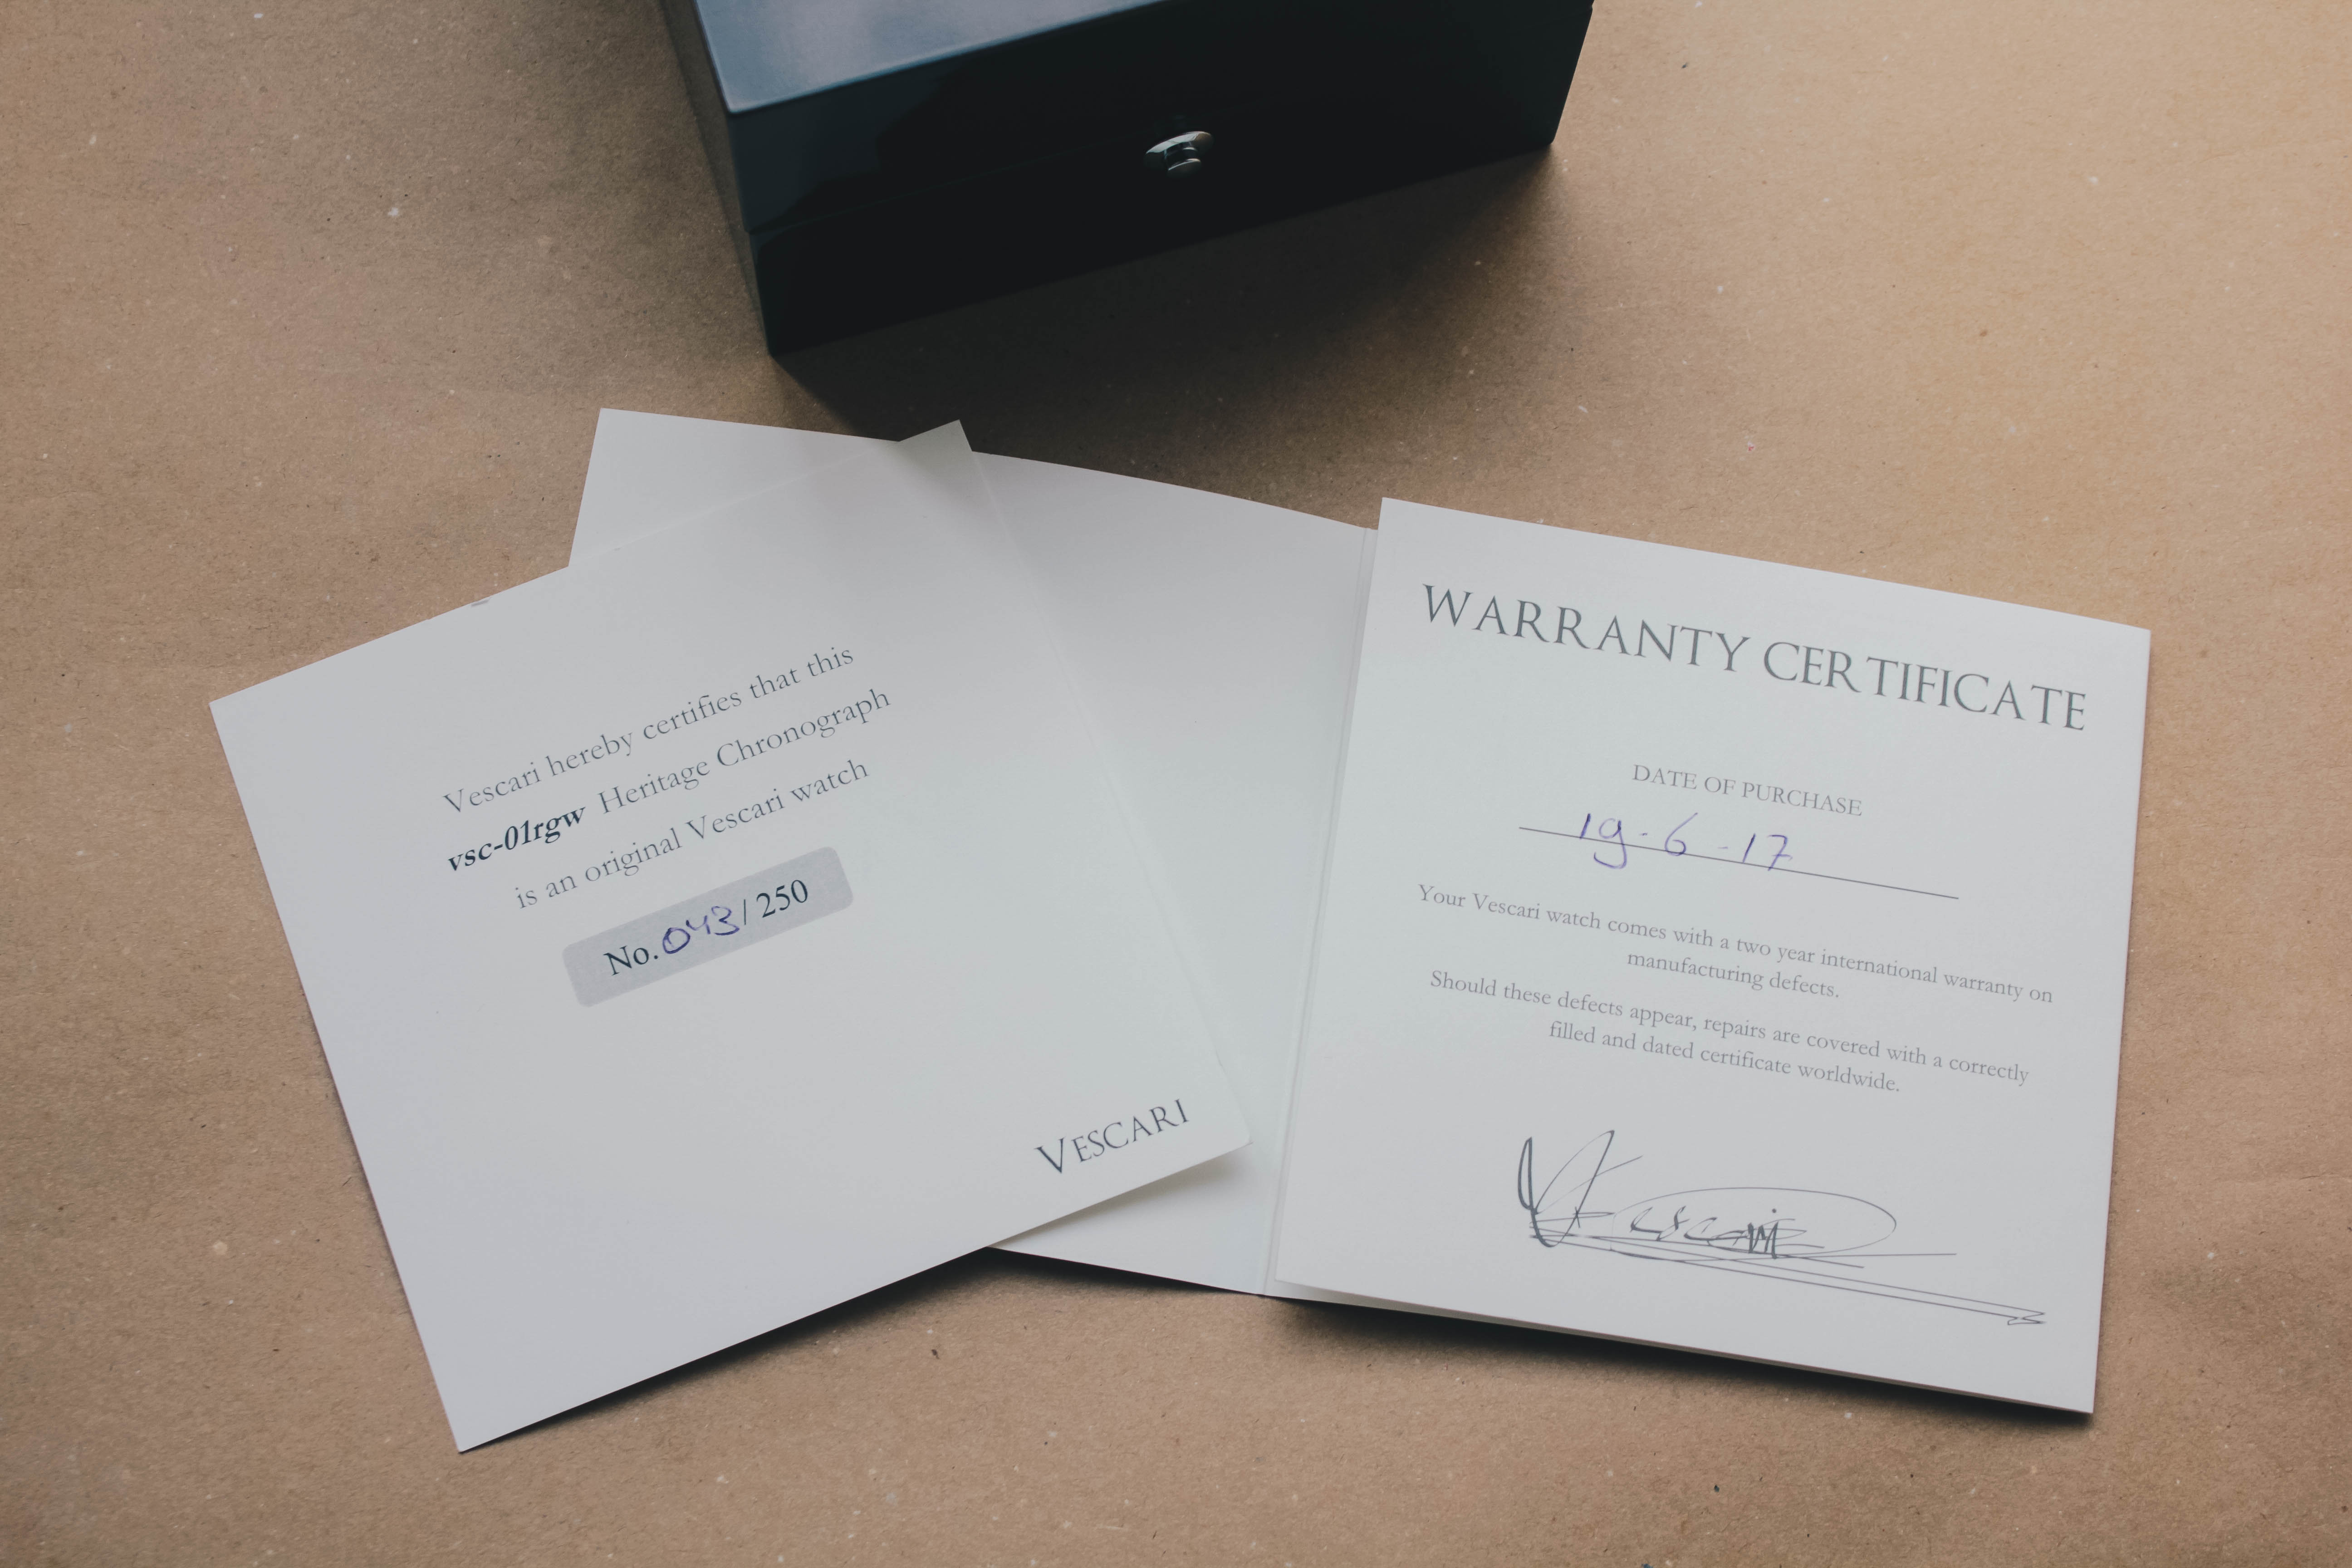 Vescari hereby certifies that this
vsc-01rgw Heritage Chronograph
is an original Vescari watch
No. 043 / 250
VESCARI
WARRANTY CERTIFICATE
DATE OF PURCHASE
19-6-17
Your Vescari watch comes with a two year international warranty on
manufacturing defects.
Should these defects appear, repairs are covered with a correctly
filled and dated certificate worldwide.
Vescari